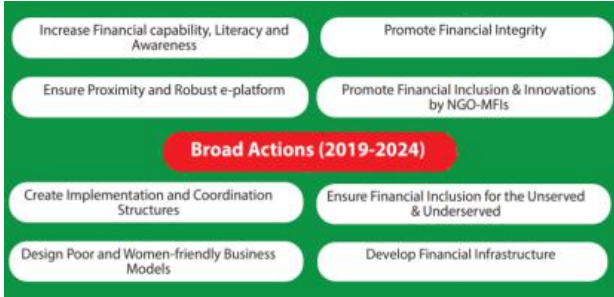 Increase Financial capability, Literacy and
Awareness
Promote Financial Integrity
Ensure Proximity and Robust e-platform
Promote Financial Inclusion & Innovations
by NGO-MFIs
Broad Actions (2019-2024)
Create Implementation and Coordination
Structures
Ensure Financial Inclusion for the Unserved
& Underserved
Design Poor and Women-friendly Business
Models
Develop Financial Infrastructure